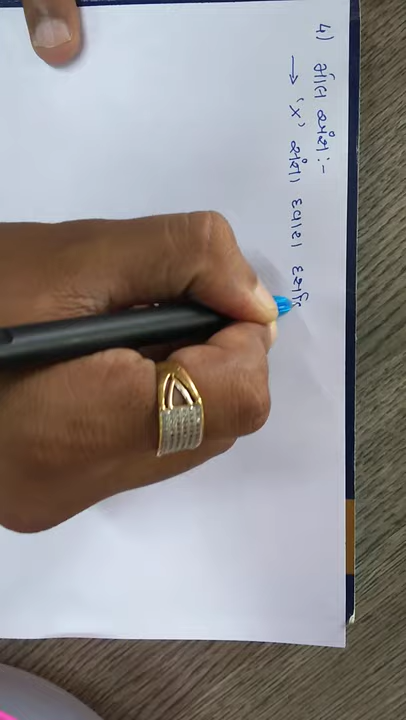 4) મોલ અંશ :-
→ 'x' સંજ્ઞા દ્વારા